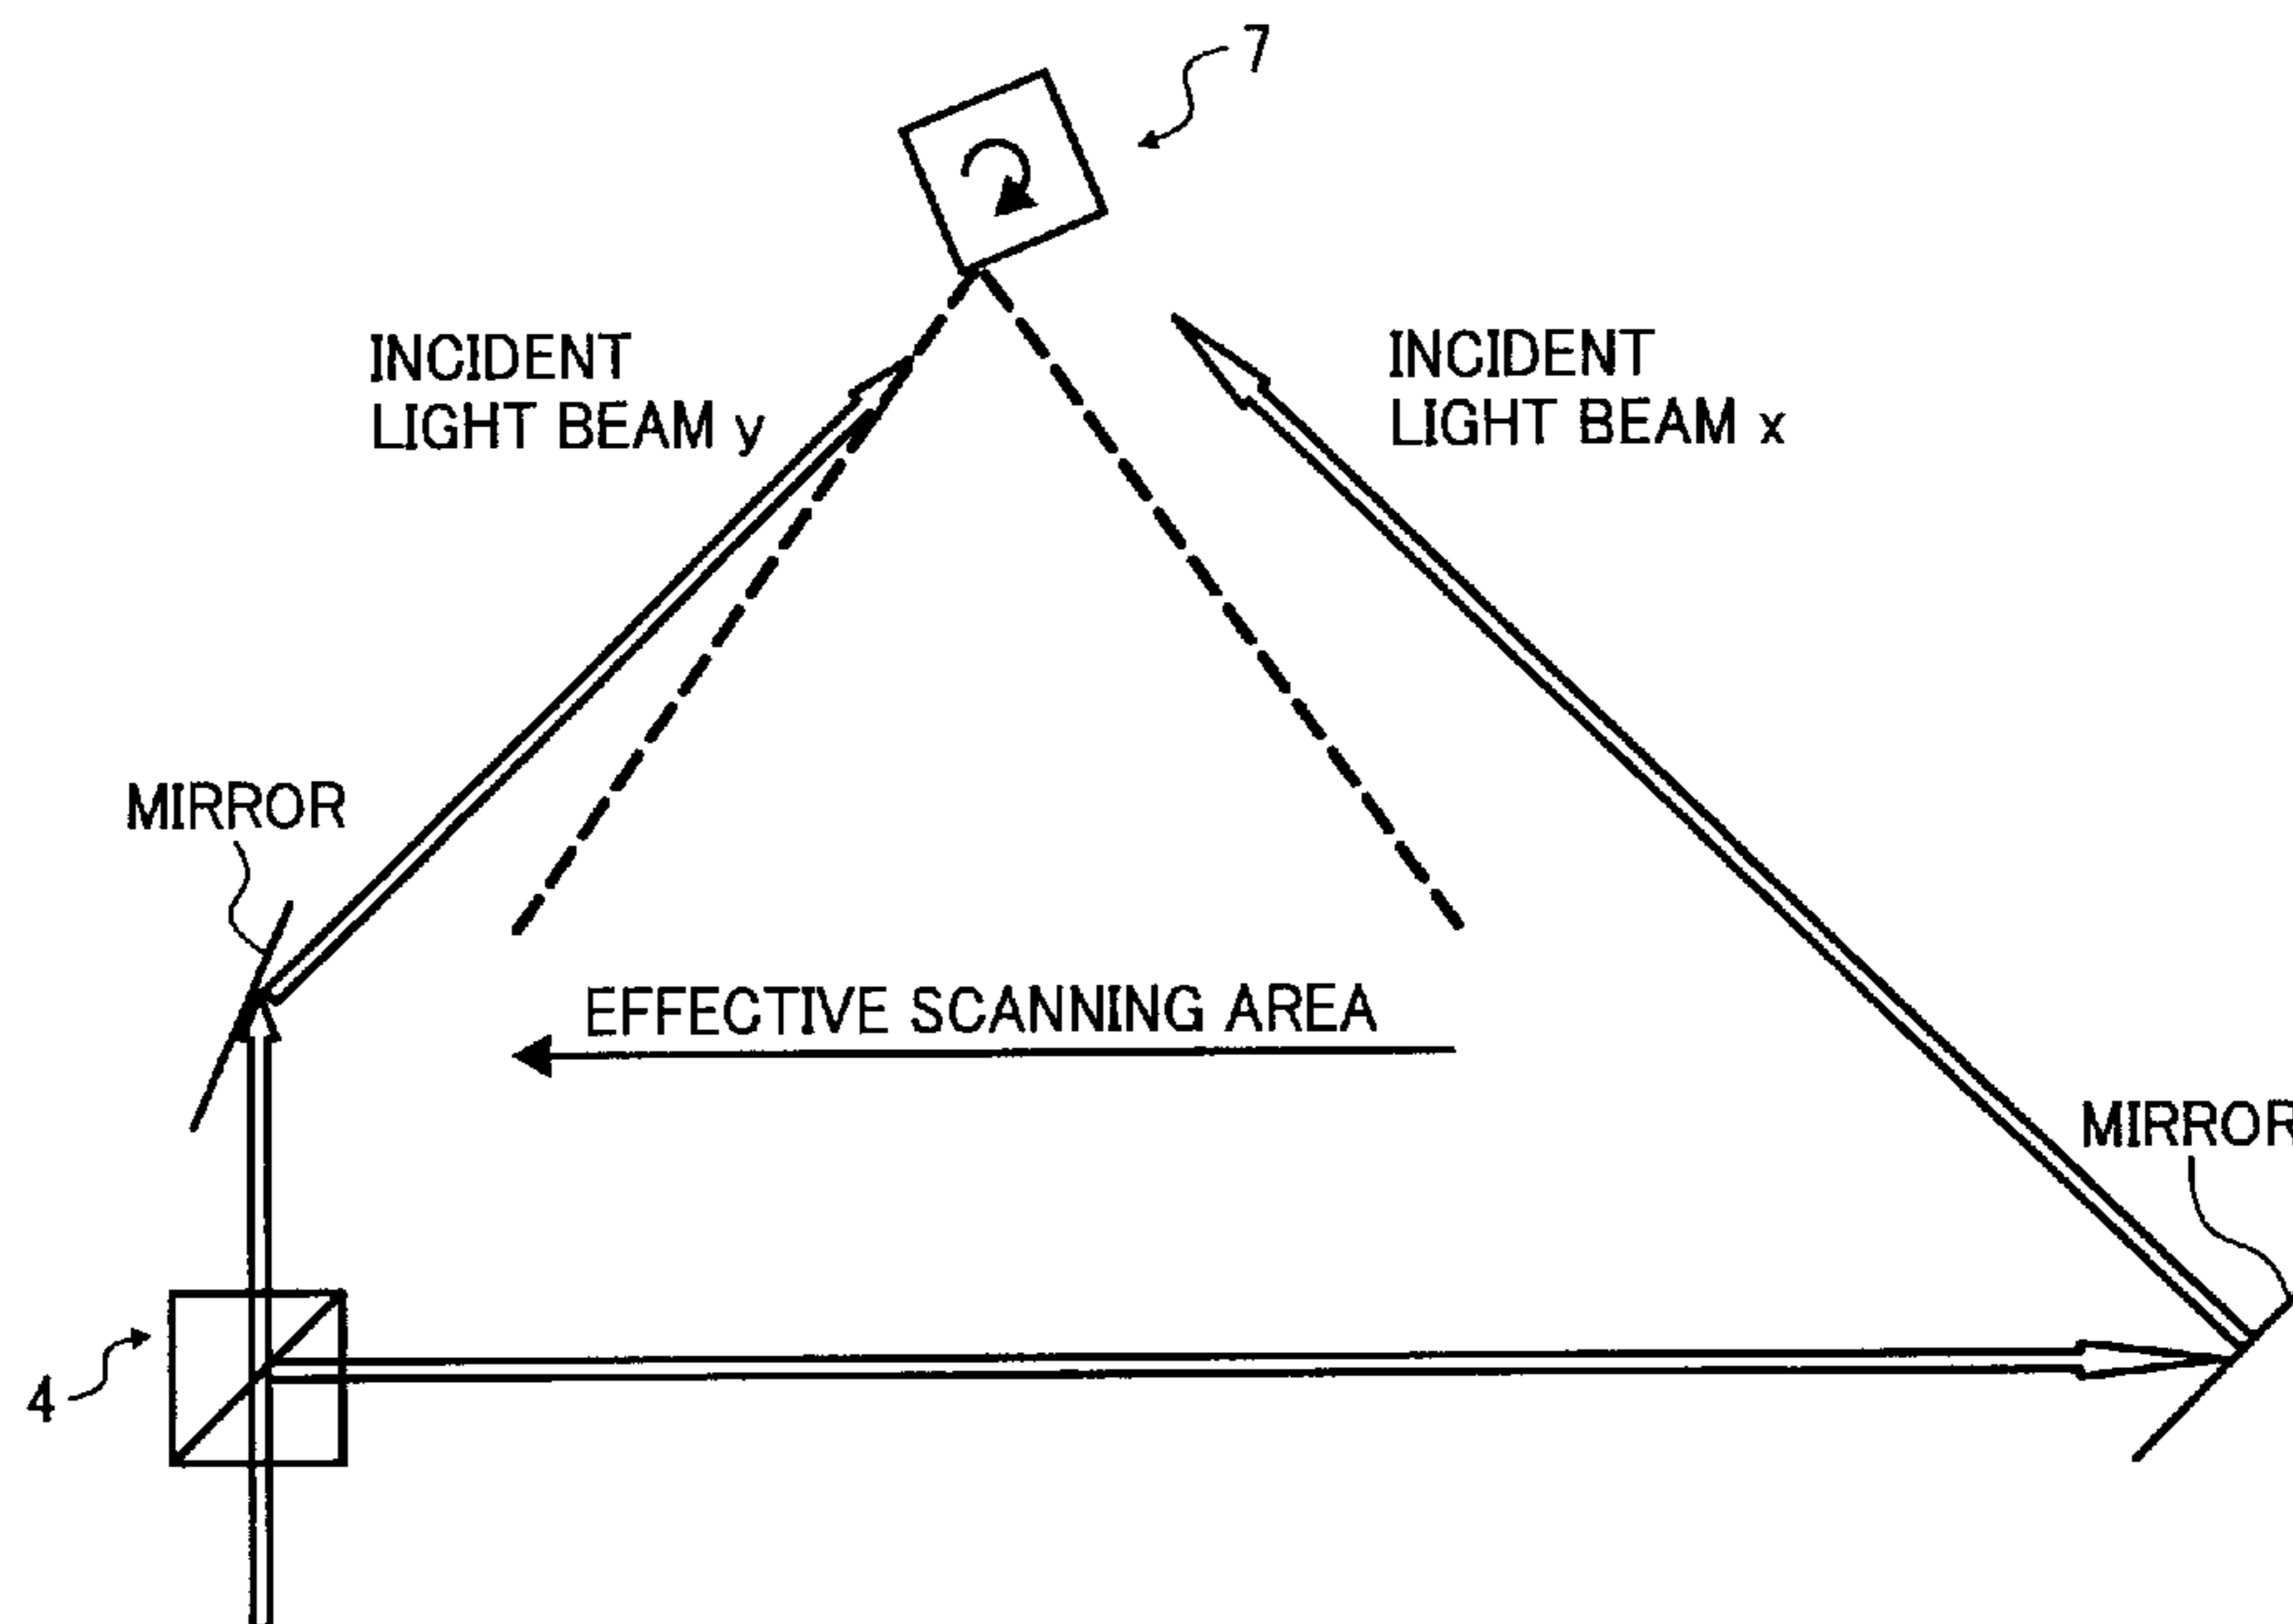 7
INCIDENT
LIGHT BEAM y
INCIDENT
LIGHT BEAM x
MIRROR
EFFECTIVE SCANNING AREA
MIRROR
4